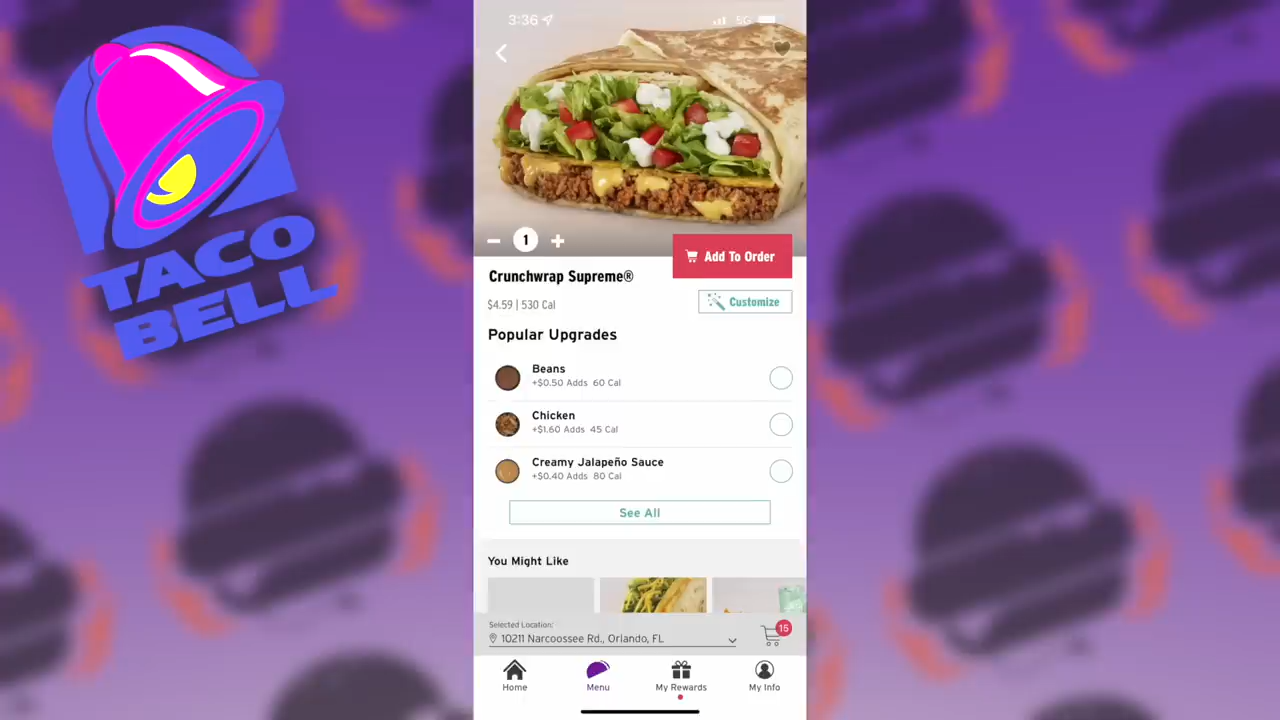 TACO
BELL
3:36
5G
1
Add To Order
Crunchwrap Supreme®
$4.59 | 530 Cal
Customize
Popular Upgrades
Beans
+$0.50 Adds 60 Cal
Chicken
+$1.60 Adds 45 Cal
Creamy Jalapeño Sauce
+$0.40 Adds 80 Cal
See All
You Might Like
Selected Location:
10211 Narcoossee Rd., Orlando, FL
15
Home
Menu
My Rewards
My Info